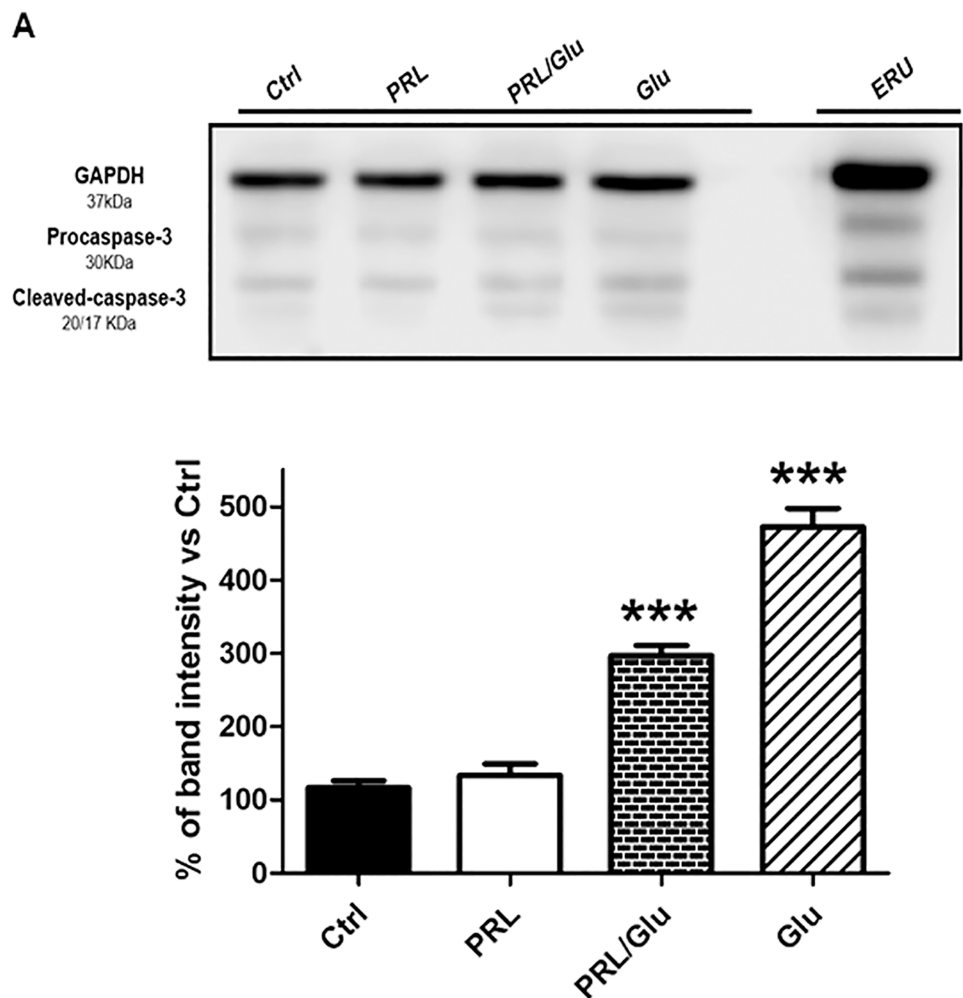 A
Ctrl PRL PRL/Glu Glu ERU
GAPDH
37kDa
Procaspase-3
30KDa
Cleaved-caspase-3
20/17 KDa
% of band intensity vs Ctrl
500
400
300
200
100
0
***
***
Ctrl PRL PRL/Glu Glu